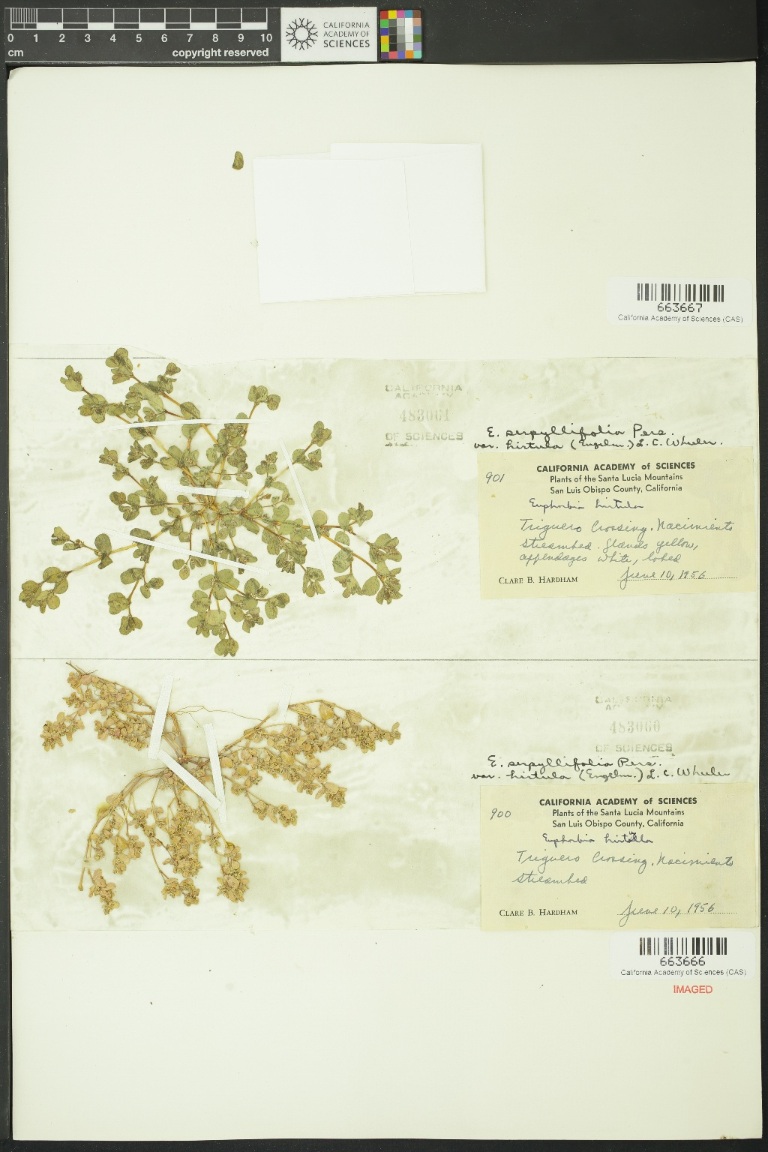 0 1 2 3 4 5 6 7 8 9 10
cm
copyright reserved
CALIFORNIA
ACADEMY OF
SCIENCES
663667
California Academy of Sciences (CAS)
CALIFORNIA
ACADEMY
483061
OF SCIENCES
E. serpyllifolia Pers.
var. hirtula (Engelm.) L. C. Wheeler.
901
CALIFORNIA ACADEMY OF SCIENCES
Plants of the Santa Lucia Mountains
San Luis Obispo County, California
Euphorbia hirtula
Triguero Crossing. Nacimiento
streambed. Glands yellow,
appendages white, lobed
CLARE B. HARDHAM
June 10, 1956
CALIFORNIA
ACADEMY
483060
OF SCIENCES
E. serpyllifolia Pers.
var. hirtula (Engelm.) L. C. Wheeler
900
CALIFORNIA ACADEMY OF SCIENCES
Plants of the Santa Lucia Mountains
San Luis Obispo County, California
Euphorbia hirtella
Triguero Crossing, Nacimiento
streambed
CLARE B. HARDHAM
June 10, 1956
663666
California Academy of Sciences (CAS)
IMAGED